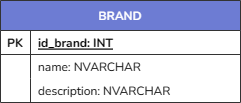 BRAND
PK id_brand: INT
name: NVARCHAR
description: NVARCHAR